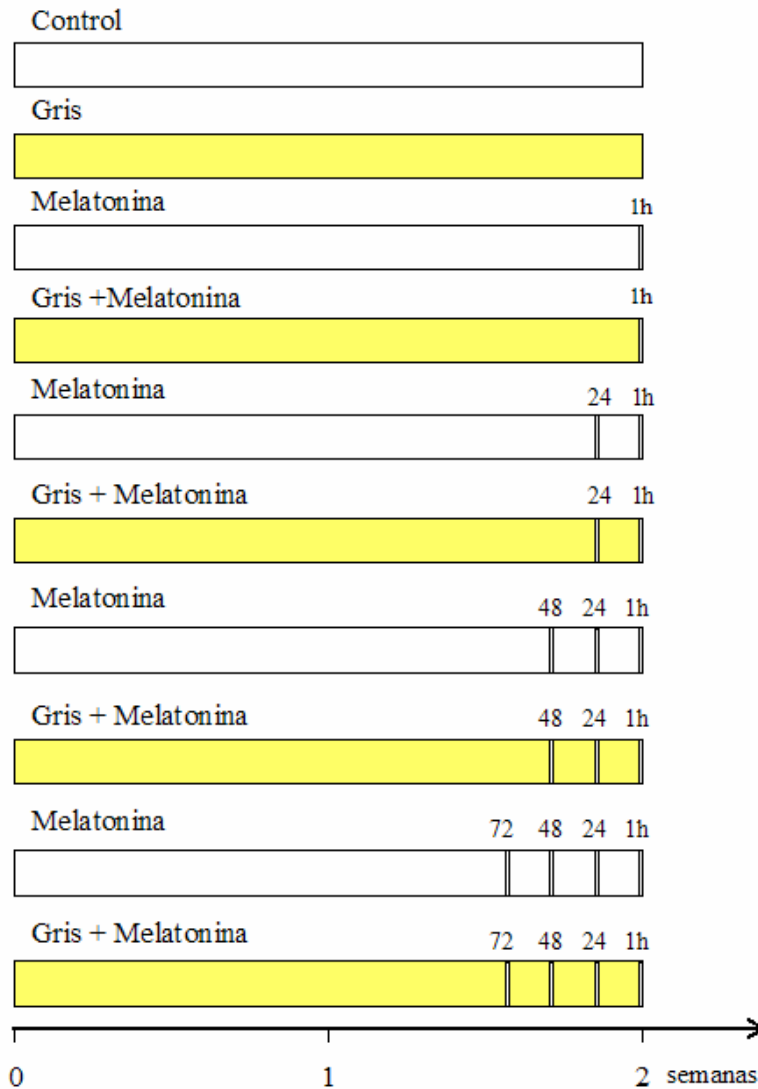 Control
Gris
Melatonina
1h
Gris +Melatonina
1h
Melatonina
24 1h
Gris + Melatonina
24 1h
Melatonina
48 24 1h
Gris + Melatonina
48 24 1h
Melatonina
72 48 24 1h
Gris + Melatonina
72 48 24 1h
0 1 2 semanas